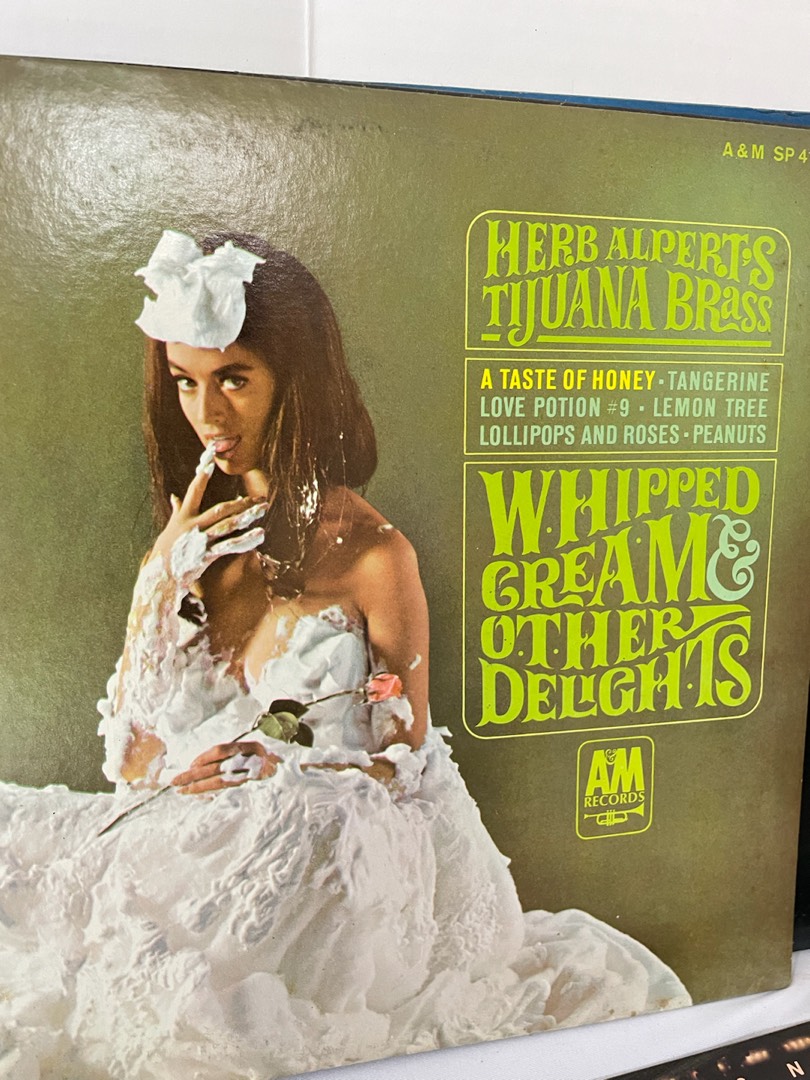 A&M SP 4
HERB ALPERT'S
TIJUANA BRASS
A TASTE OF HONEY · TANGERINE
LOVE POTION #9 · LEMON TREE
LOLLIPOPS AND ROSES · PEANUTS
WHIPPED
CREAM &
OTHER
DELIGHTS
A&M
RECORDS
N